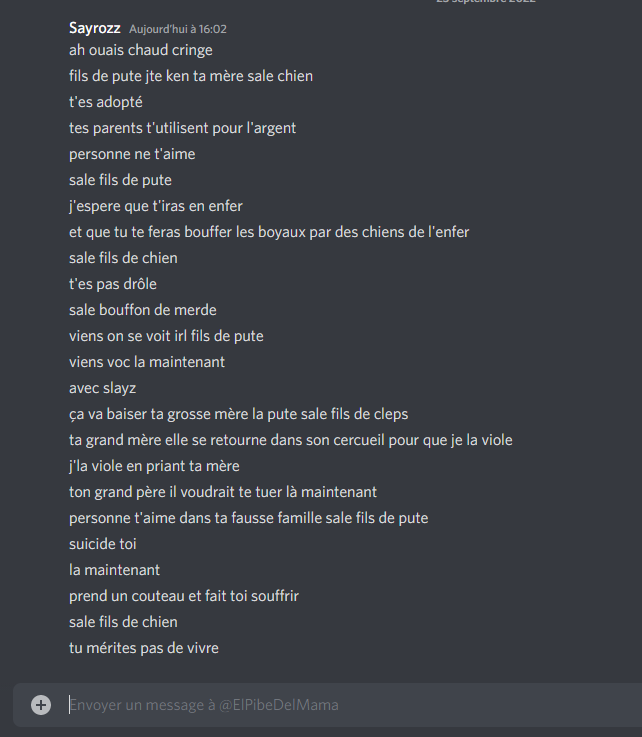 23 septembre 2022
Sayrozz Aujourd'hui à 16:02
ah ouais chaud cringe
fils de pute jte ken ta mère sale chien
t'es adopté
tes parents t'utilisent pour l'argent
personne ne t'aime
sale fils de pute
j'espere que t'iras en enfer
et que tu te feras bouffer les boyaux par des chiens de l'enfer
sale fils de chien
t'es pas drôle
sale bouffon de merde
viens on se voit irl fils de pute
viens voc la maintenant
avec slayz
ça va baiser ta grosse mère la pute sale fils de cleps
ta grand mère elle se retourne dans son cercueil pour que je la viole
j'la viole en priant ta mère
ton grand père il voudrait te tuer là maintenant
personne t'aime dans ta fausse famille sale fils de pute
suicide toi
la maintenant
prend un couteau et fait toi souffrir
sale fils de chien
tu mérites pas de vivre
Envoyer un message à @ElPibeDelMama